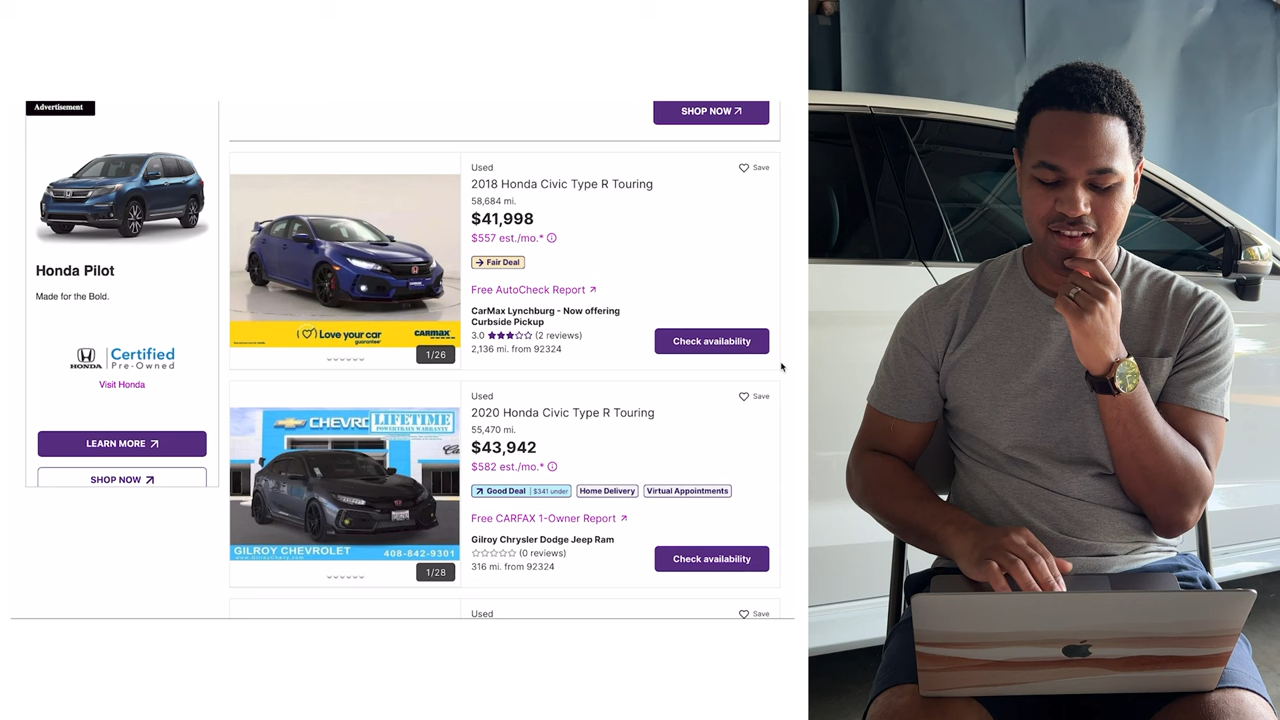 Advertisement
Honda Pilot
Made for the Bold.
HONDA
Certified
Pre-Owned
Visit Honda
LEARN MORE
SHOP NOW
SHOP NOW
Used
Save
2018 Honda Civic Type R Touring
58,684 mi.
$41,998
$557 est./mo.*
Fair Deal
Free AutoCheck Report
CarMax Lynchburg - Now offering
Curbside Pickup
3.0 (2 reviews)
2,136 mi. from 92324
Check availability
Love your car
guarantee
CARMAX
1/26
Used
Save
2020 Honda Civic Type R Touring
55,470 mi.
$43,942
$582 est./mo.*
Good Deal | $341 under
Home Delivery
Virtual Appointments
Free CARFAX 1-Owner Report
Gilroy Chrysler Dodge Jeep Ram
(0 reviews)
316 mi. from 92324
Check availability
LIFETIME
POWERTRAIN WARRANTY
GILROY CHEVROLET
408-842-9301
1/28
Used
Save